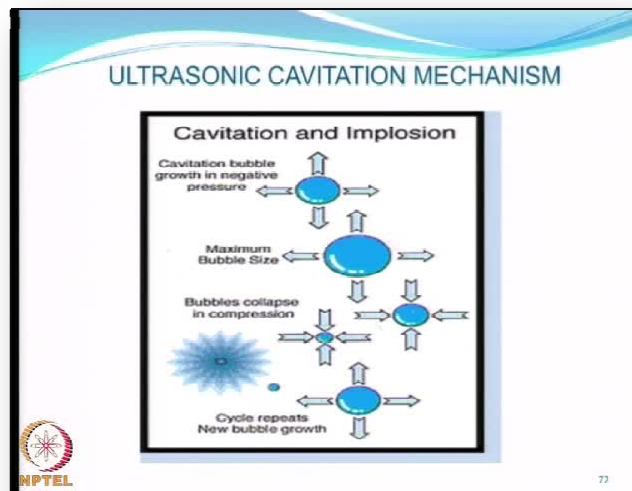 ULTRASONIC CAVITATION MECHANISM
Cavitation and Implosion
Cavitation bubble
growth in negative
pressure
Maximum
Bubble Size
Bubbles collapse
in compression
Cycle repeats
New bubble growth
NPTEL
77